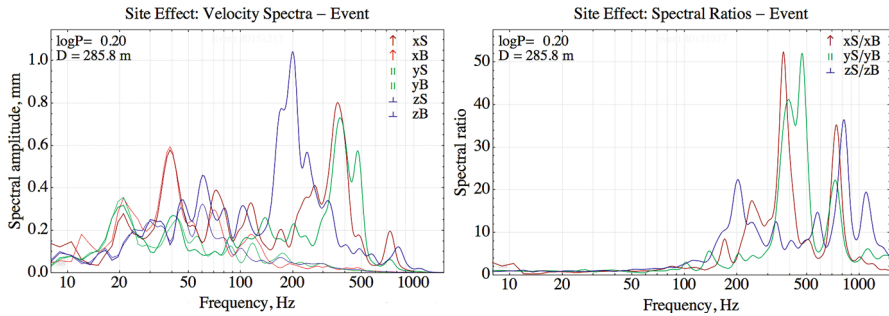 Site Effect: Velocity Spectra – Event
logP= 0.20
D = 285.8 m
↑ xS
↑ xB
|| yS
|| yB
⊥ zS
⊥ zB
Spectral amplitude, mm
1.0
0.8
0.6
0.4
0.2
0.0
10 20 50 100 200 500 1000
Frequency, Hz
Site Effect: Spectral Ratios – Event
logP= 0.20
D = 285.8 m
↑ xS/xB
|| yS/yB
⊥ zS/zB
Spectral ratio
50
40
30
20
10
0
10 20 50 100 200 500 1000
Frequency, Hz